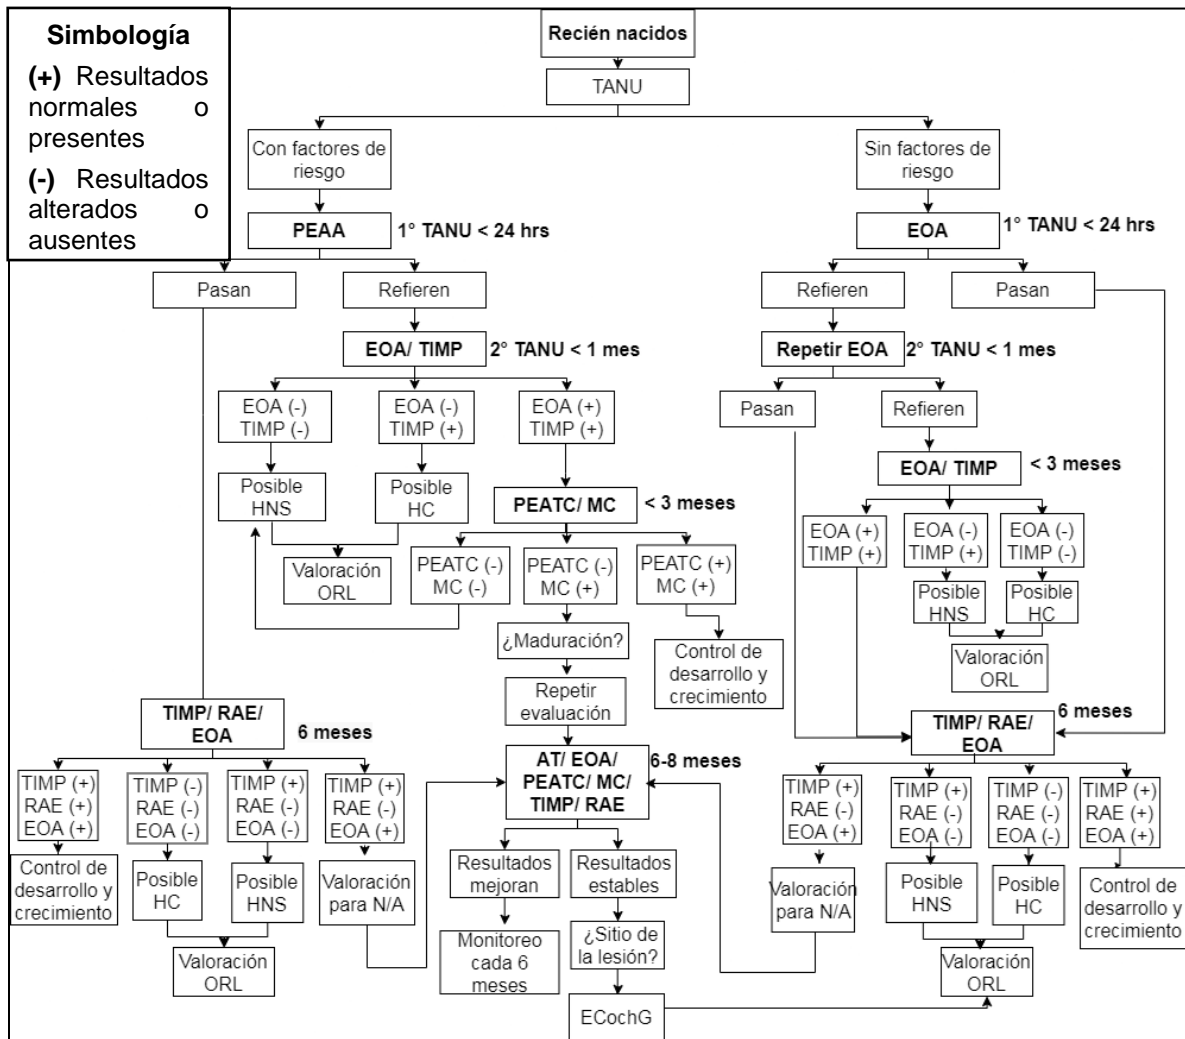 Simbología
(+) Resultados
normales o
presentes
(-) Resultados
alterados o
ausentes
Recién nacidos
TANU
Con factores de
riesgo
Sin factores de
riesgo
PEAA
1° TANU < 24 hrs
EOA
1° TANU < 24 hrs
Pasan
Refieren
Refieren
Pasan
EOA/ TIMP
2° TANU < 1 mes
Repetir EOA
2° TANU < 1 mes
EOA (-)
TIMP (-)
EOA (-)
TIMP (+)
EOA (+)
TIMP (+)
Pasan
Refieren
Posible
HNS
Posible
HC
PEATC/ MC
< 3 meses
EOA/ TIMP
< 3 meses
Valoración
ORL
PEATC (-)
MC (-)
PEATC (-)
MC (+)
PEATC (+)
MC (+)
EOA (+)
TIMP (+)
EOA (-)
TIMP (+)
EOA (-)
TIMP (-)
Posible
HNS
Posible
HC
¿Maduración?
Control de
desarrollo y
crecimiento
Valoración
ORL
Repetir
evaluación
TIMP/ RAE/
EOA
6 meses
TIMP/ RAE/
EOA
6 meses
AT/ EOA/
PEATC/ MC/
TIMP/ RAE
6-8 meses
TIMP (+)
RAE (+)
EOA (+)
TIMP (-)
RAE (-)
EOA (-)
TIMP (+)
RAE (-)
EOA (-)
TIMP (+)
RAE (-)
EOA (+)
TIMP (+)
RAE (-)
EOA (+)
TIMP (+)
RAE (-)
EOA (-)
TIMP (-)
RAE (-)
EOA (-)
TIMP (+)
RAE (+)
EOA (+)
Control de
desarrollo y
crecimiento
Posible
HC
Posible
HNS
Valoración
para N/A
Resultados
mejoran
Resultados
estables
Valoración
para N/A
Posible
HNS
Posible
HC
Control de
desarrollo y
crecimiento
Valoración
ORL
Monitoreo
cada 6
meses
¿Sitio de
la lesión?
Valoración
ORL
ECochG